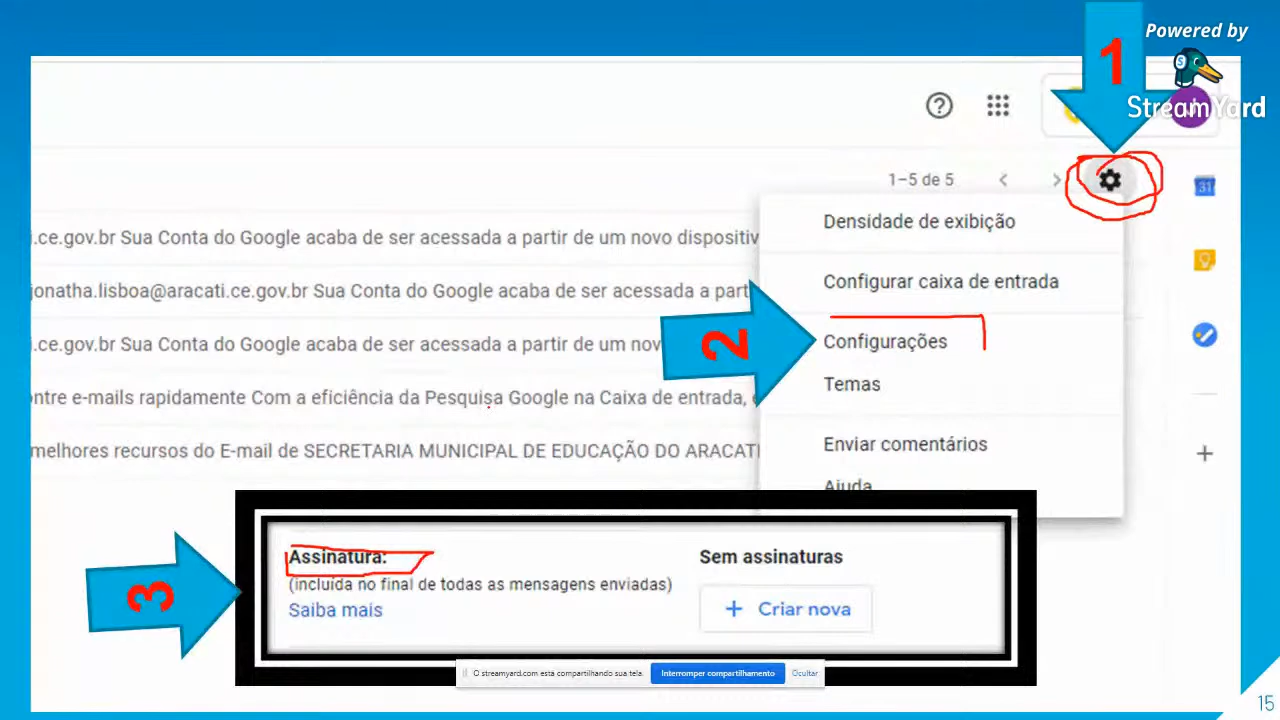 Powered by
1
StreamYard
1–5 de 5
31
Densidade de exibição
i.ce.gov.br Sua Conta do Google acaba de ser acessada a partir de um novo dispositiv
Configurar caixa de entrada
jonatha.lisboa@aracati.ce.gov.br Sua Conta do Google acaba de ser acessada a part
2
Configurações
i.ce.gov.br Sua Conta do Google acaba de ser acessada a partir de um nov
Temas
ontre e-mails rapidamente Com a eficiência da Pesquisa Google na Caixa de entrada, e
Enviar comentários
melhores recursos do E-mail de SECRETARIA MUNICIPAL DE EDUCAÇÃO DO ARACATI
Ajuda
3
Assinatura:
(incluída no final de todas as mensagens enviadas)
Saiba mais
Sem assinaturas
+ Criar nova
O streamyard.com está compartilhando sua tela.
Interromper compartilhamento
Ocultar
15